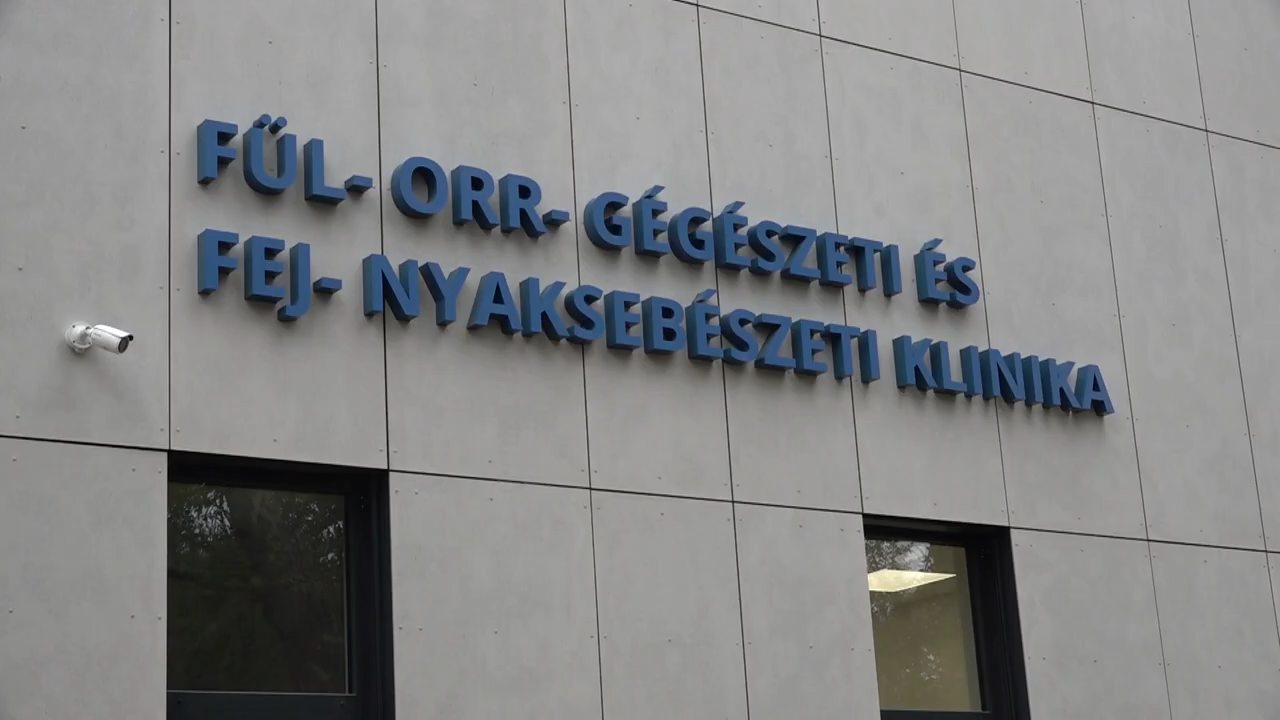 FÜL- ORR- GÉGÉSZETI ÉS
FEJ- NYAKSEBÉSZETI KLINIKA